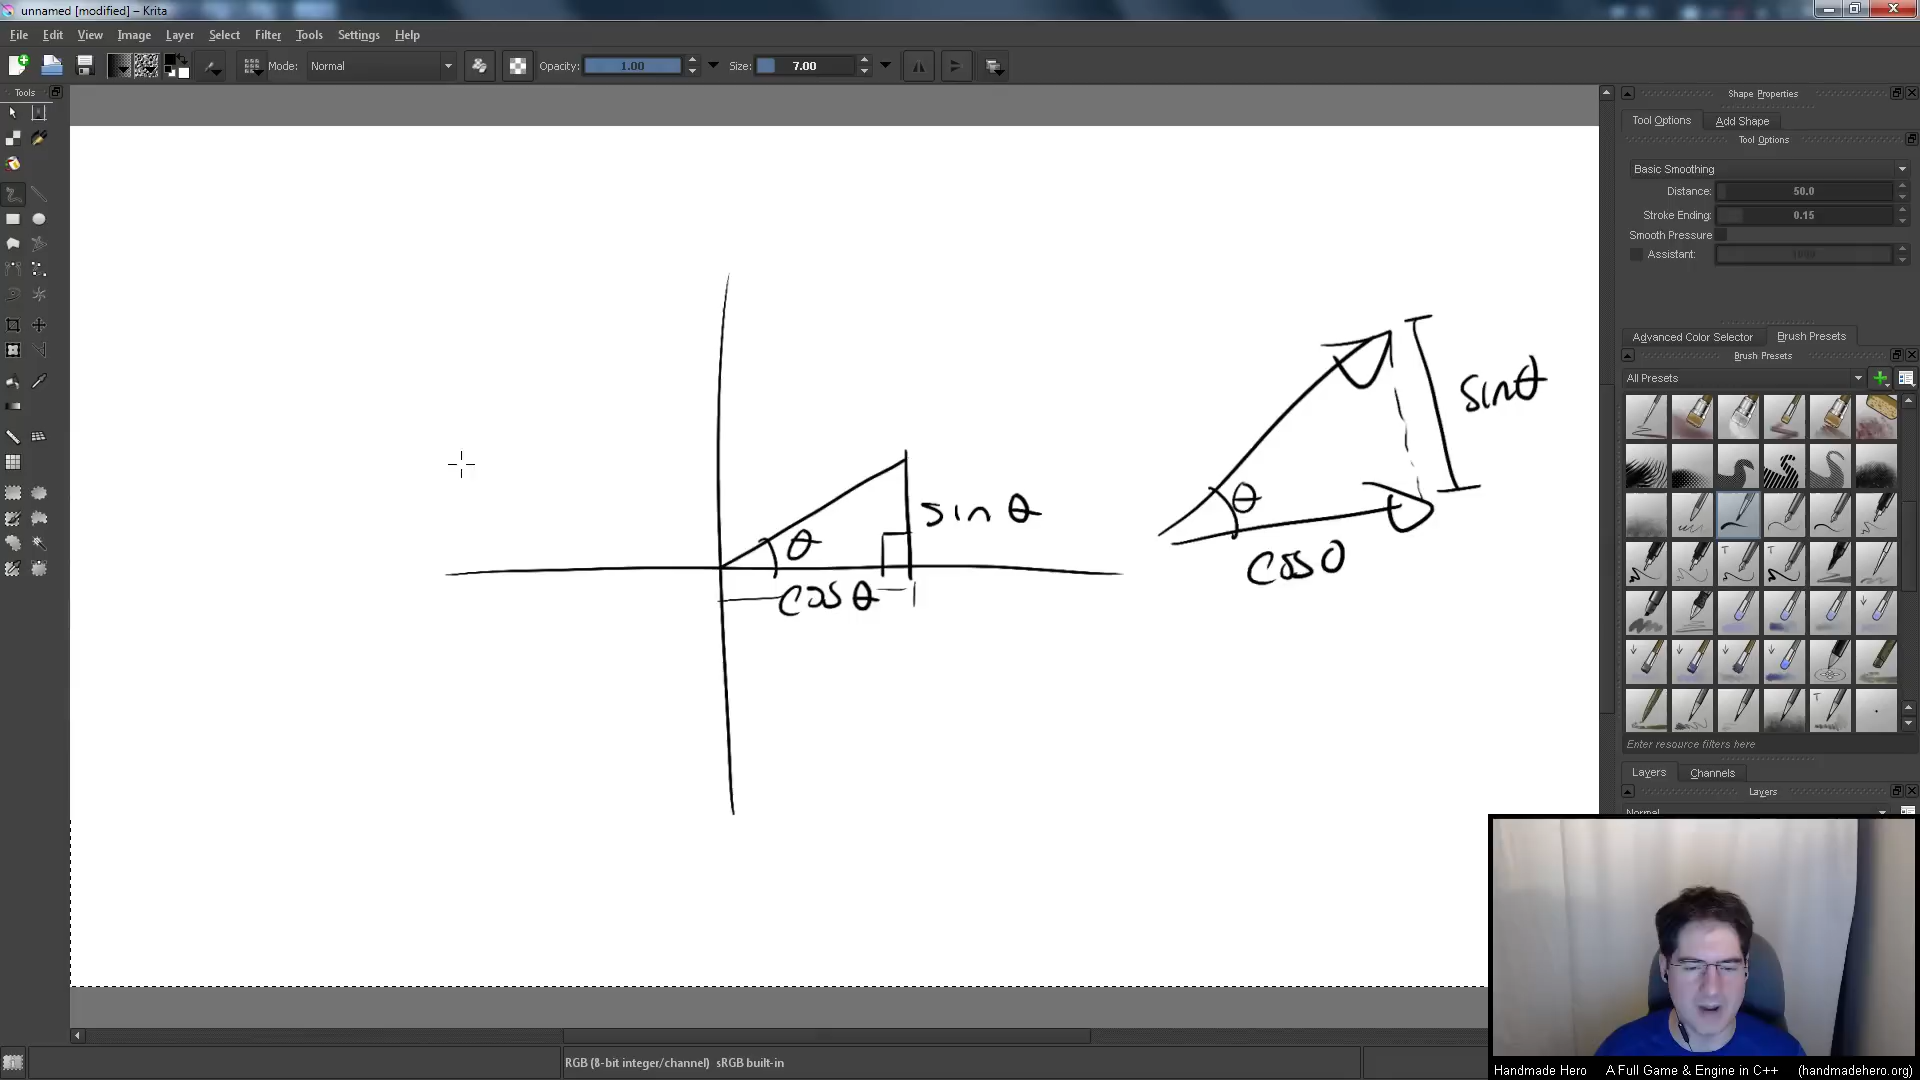 unnamed [modified] – Krita
File Edit View Image Layer Select Filter Tools Settings Help
Mode: Normal Opacity: 1.00 Size: 7.00
Tools
Shape Properties
Tool Options Add Shape
Tool Options
Basic Smoothing
Distance: 50.0
Stroke Ending: 0.15
Smooth Pressure
Assistant:
Advanced Color Selector Brush Presets
Brush Presets
All Presets
Enter resource filters here
Layers Channels
Layers
Normal
sin θ
θ
cos θ
sin θ
θ
cos θ
RGB (8-bit integer/channel) sRGB built-in
Handmade Hero A Full Game & Engine in C++ (handmadehero.org)